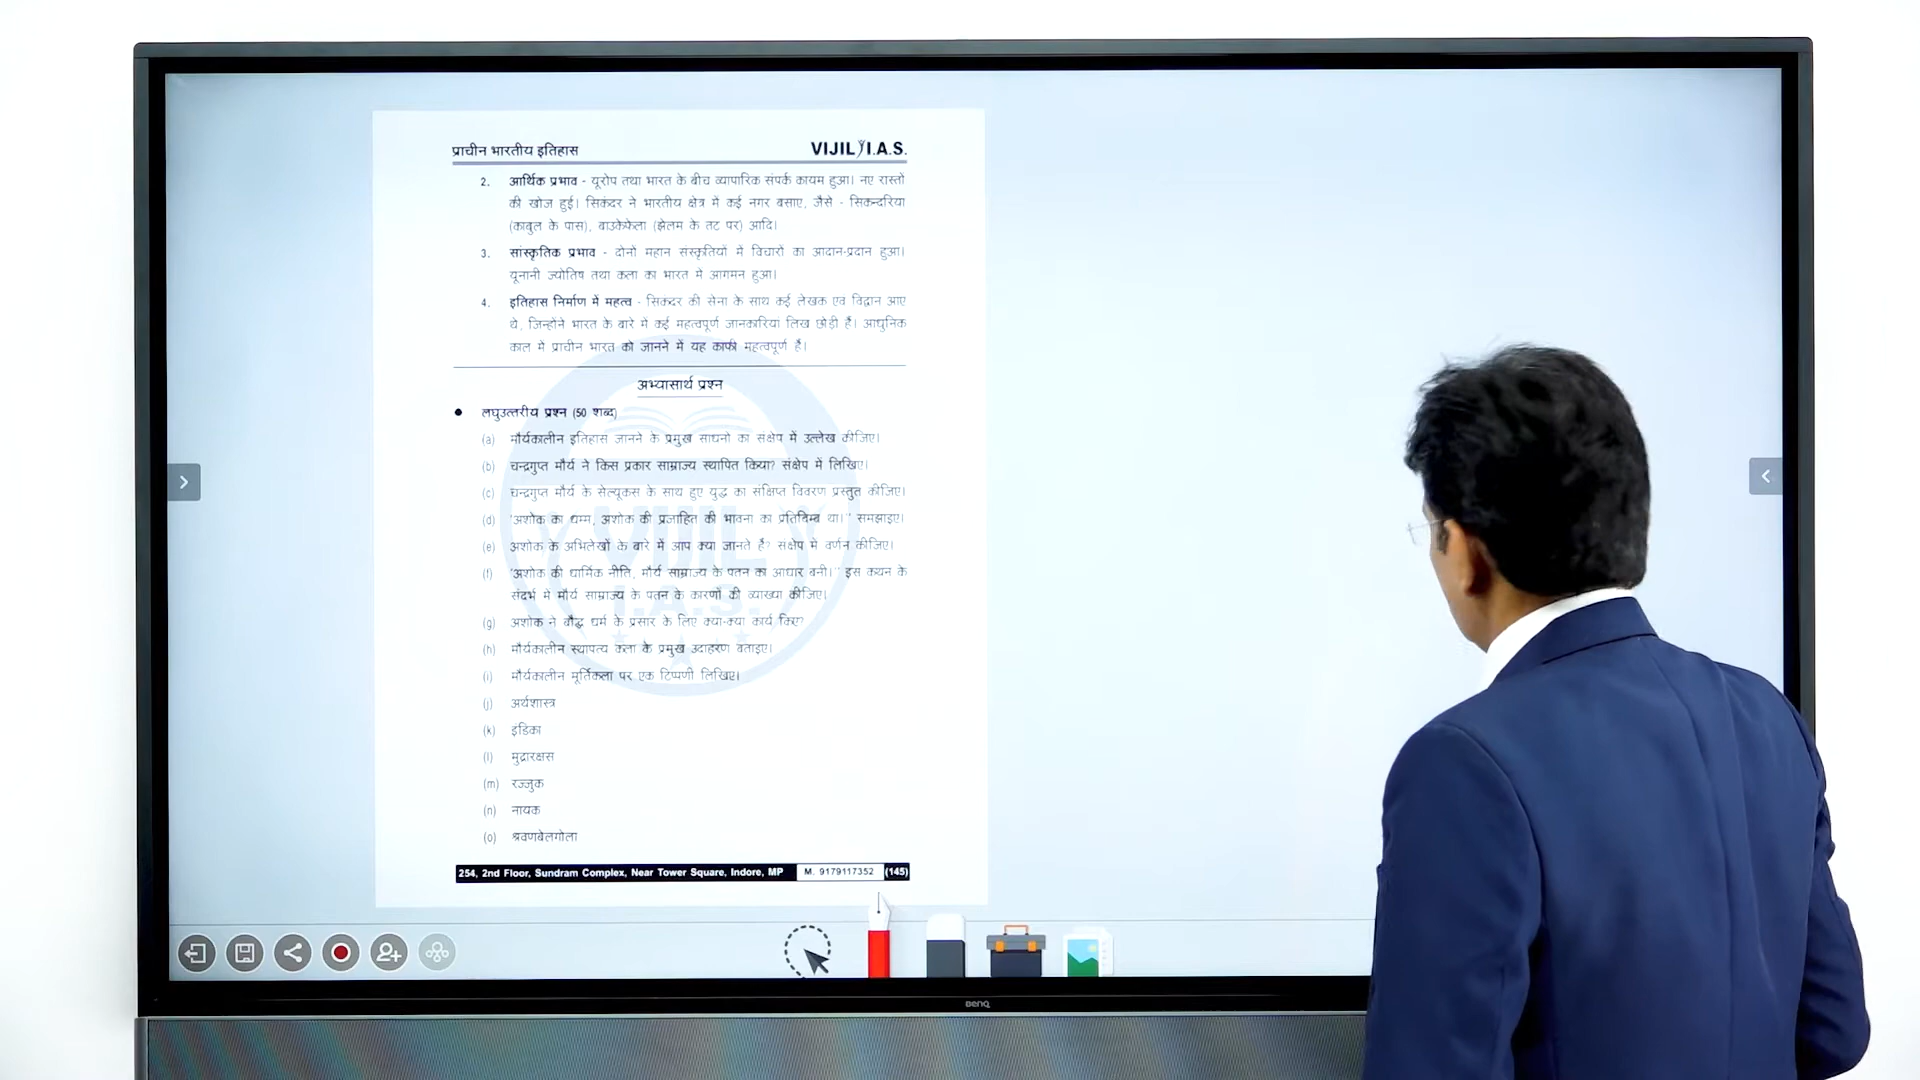 प्राचीन भारतीय इतिहास
VIJIL I.A.S.
2. आर्थिक प्रभाव - यूरोप तथा भारत के बीच व्यापारिक संपर्क कायम हुआ। नए रास्तों
की खोज हुई। सिकंदर ने भारतीय क्षेत्र में कई नगर बसाए, जैसे - सिकन्दरिया
(काबुल के पास), बाउकेफेला (झेलम के तट पर) आदि।
3. सांस्कृतिक प्रभाव - दोनों महान संस्कृतियों में विचारों का आदान-प्रदान हुआ।
यूनानी ज्योतिष तथा कला का भारत में आगमन हुआ।
4. इतिहास निर्माण में महत्व - सिकंदर की सेना के साथ कई लेखक एवं विद्वान आए
थे, जिन्होंने भारत के बारे में कई महत्वपूर्ण जानकारियां लिख छोड़ी हैं। आधुनिक
काल में प्राचीन भारत को जानने में यह काफी महत्वपूर्ण हैं।
अभ्यासार्थ प्रश्न
● लघुउत्तरीय प्रश्न (50 शब्द)
(a) मौर्यकालीन इतिहास जानने के प्रमुख साधनों का संक्षेप में उल्लेख कीजिए।
(b) चन्द्रगुप्त मौर्य ने किस प्रकार साम्राज्य स्थापित किया? संक्षेप में लिखिए।
(c) चन्द्रगुप्त मौर्य के सेल्यूकस के साथ हुए युद्ध का संक्षिप्त विवरण प्रस्तुत कीजिए।
(d) "अशोक का धम्म, अशोक की प्रजाहित की भावना का प्रतिबिम्ब था।" समझाइए।
(e) अशोक के अभिलेखों के बारे में आप क्या जानते हैं? संक्षेप में वर्णन कीजिए।
(f) "अशोक की धार्मिक नीति, मौर्य साम्राज्य के पतन का आधार बनी।" इस कथन के
संदर्भ में मौर्य साम्राज्य के पतन के कारणों की व्याख्या कीजिए।
(g) अशोक ने बौद्ध धर्म के प्रसार के लिए क्या-क्या कार्य किए?
(h) मौर्यकालीन स्थापत्य कला के प्रमुख उदाहरण बताइए।
(i) मौर्यकालीन मूर्तिकला पर एक टिप्पणी लिखिए।
(j) अर्थशास्त्र
(k) इंडिका
(l) मुद्राराक्षस
(m) रज्जुक
(n) नायक
(o) श्रवणबेलगोला
254, 2nd Floor, Sundram Complex, Near Tower Square, Indore, MP M. 9179117352 (145)
VIJIL
I.A.S.
BenQ